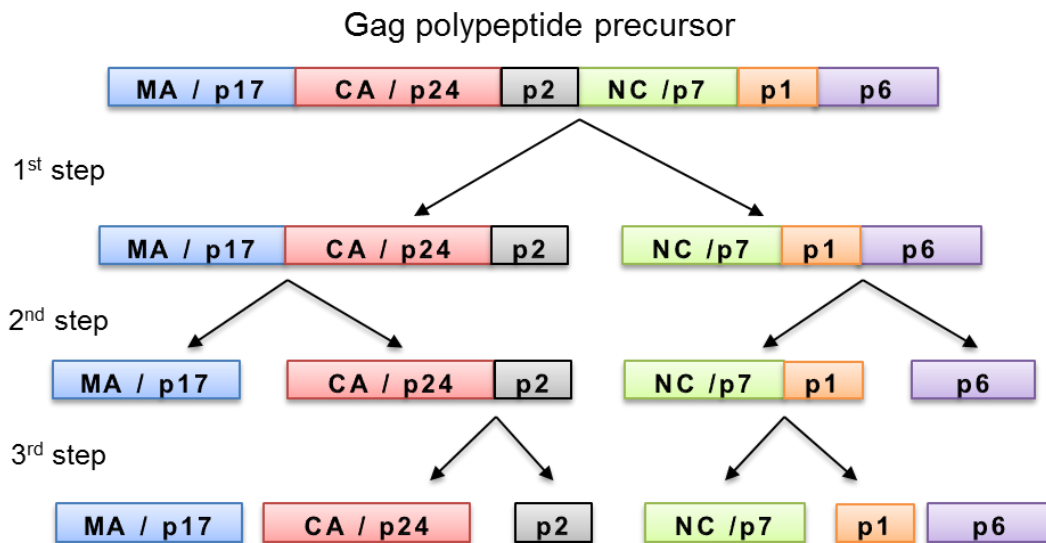 Gag polypeptide precursor
MA / p17 CA / p24 p2 NC /p7 p1 p6
1st step
MA / p17 CA / p24 p2 NC /p7 p1 p6
2nd step
MA / p17 CA / p24 p2 NC /p7 p1 p6
3rd step
MA / p17 CA / p24 p2 NC /p7 p1 p6